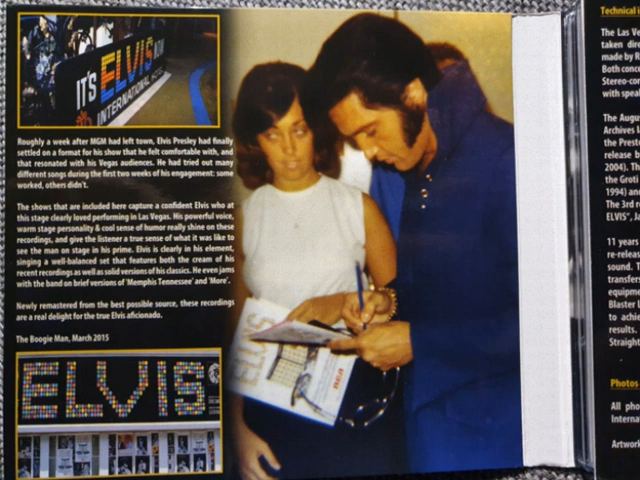 IT'S ELVIS NOW
INTERNATIONAL HOTEL
Roughly a week after MGM had left town, Elvis Presley had finally
settled on a format for his show that he felt comfortable with, and
that resonated with his Vegas audiences. He had tried out many
different songs during the first two weeks of his engagement: some
worked, others didn't.
The shows that are included here capture a confident Elvis who at
this stage clearly loved performing in Las Vegas. His powerful voice,
warm stage personality & cool sense of humor really shine on these
recordings, and give the listener a true sense of what it was like to
see the man on stage in his prime. Elvis is clearly in his element,
singing a well-balanced set that features both the cream of his
recent recordings as well as solid versions of his classics. He even jams
with the band on brief versions of 'Memphis Tennessee' and 'More'.
Newly remastered from the best possible source, these recordings
are a real delight for the true Elvis aficionado.
The Boogie Man, March 2015
ELVIS
ELVIS
RCA
Technical i
The Las Ve
taken dire
made by R
Both conce
Stereo-con
with speak
The Augus
Archives
the Presto
release b
2004). Th
the Groti
1994) and
The 3rd re
ELVIS", Ja
11 years
re-releas
sound. T
transfers
equipme
Blaster
to achie
results.
Straight
Photos
All pho
Interna
Artwork